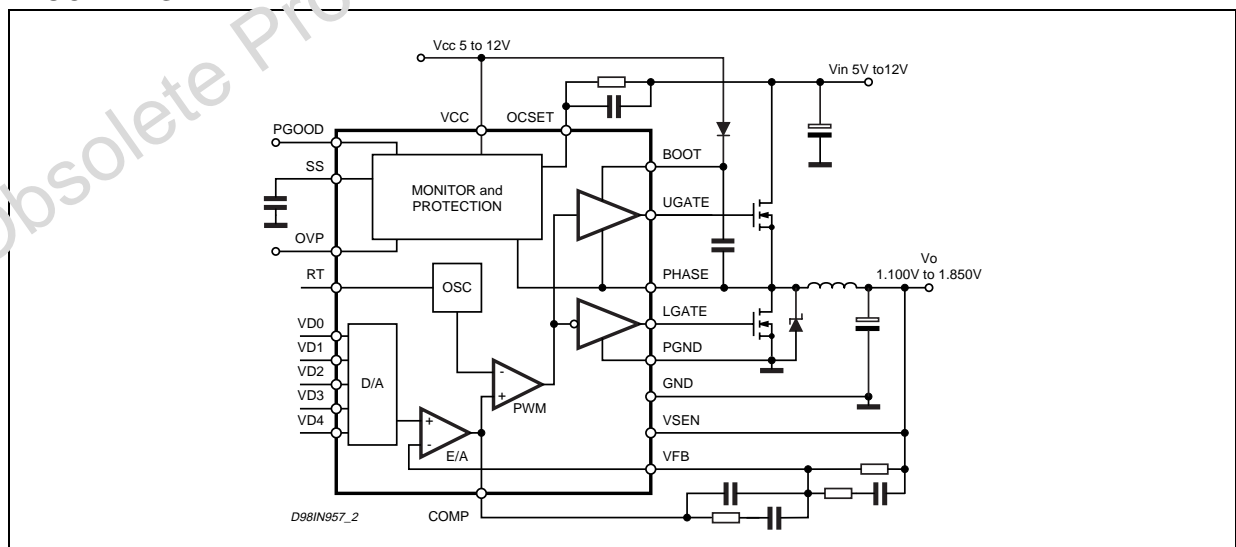 Obsolete Pro
Vcc 5 to 12V
Vin 5V to12V
VCC
OCSET
PGOOD
BOOT
SS
MONITOR and
PROTECTION
UGATE
OVP
Vo
1.100V to 1.850V
RT
OSC
PHASE
LGATE
VD0
VD1
PGND
VD2
D/A
GND
VD3
PWM
VD4
VSEN
E/A
VFB
COMP
D98IN957_2
-
+
+
-